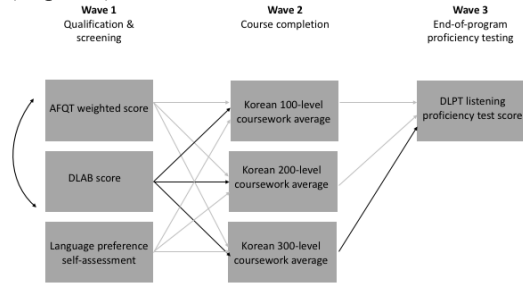 Wave 1
Qualification &
screening
Wave 2
Course completion
Wave 3
End-of-program
proficiency testing
AFQT weighted score
DLAB score
Language preference
self-assessment
Korean 100-level
coursework average
Korean 200-level
coursework average
Korean 300-level
coursework average
DLPT listening
proficiency test score